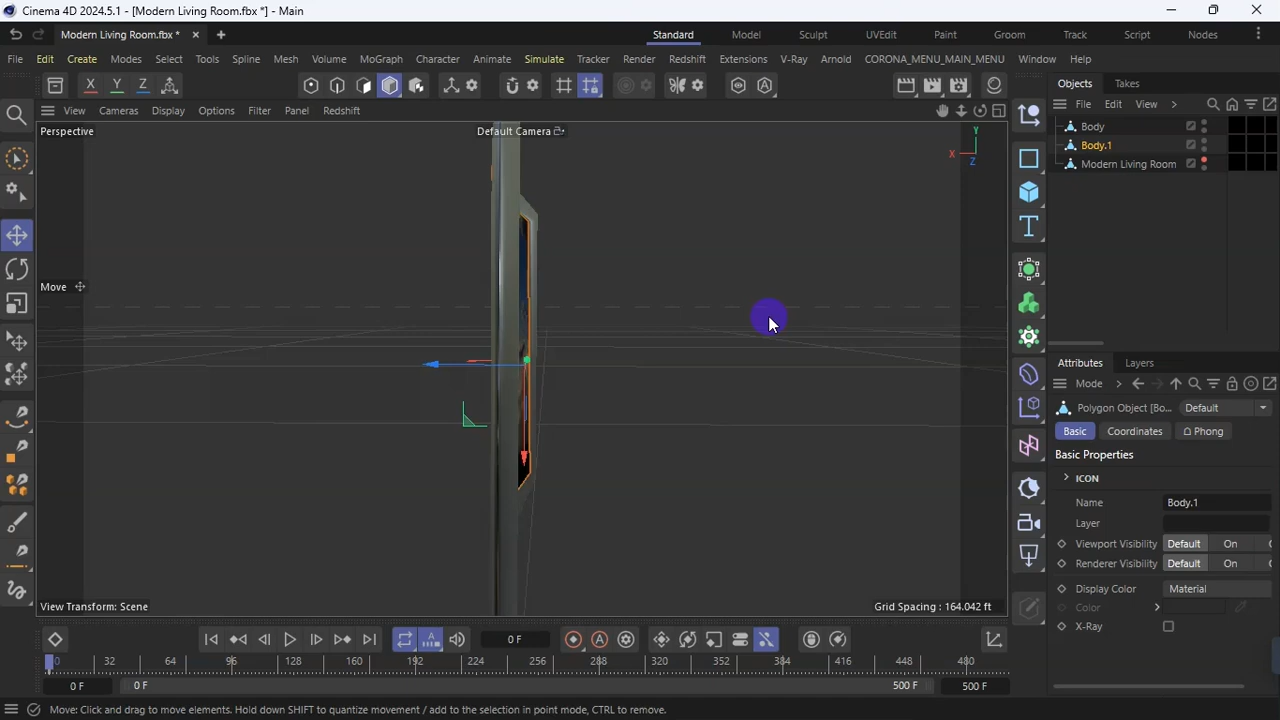 Cinema 4D 2024.5.1 - [Modern Living Room.fbx *] - Main
Modern Living Room.fbx *
Standard Model Sculpt UVEdit Paint Groom Track Script Nodes
File Edit Create Modes Select Tools Spline Mesh Volume MoGraph Character Animate Simulate Tracker Render Redshift Extensions V-Ray Arnold CORONA_MENU_MAIN_MENU Window Help
X Y Z
Objects Takes
File Edit View
View Cameras Display Options Filter Panel Redshift
Perspective
Default Camera
Y
X
Z
Body
Body.1
Modern Living Room
Move
Attributes Layers
Mode
Polygon Object [Bo... Default
Basic Coordinates Phong
Basic Properties
ICON
Name Body.1
Layer
Viewport Visibility Default On
Renderer Visibility Default On
Display Color Material
Color
X-Ray
View Transform: Scene
Grid Spacing : 164.042 ft
0 F
0 32 64 96 128 160 192 224 256 288 320 352 384 416 448 480
0 F 0 F 500 F 500 F
Move: Click and drag to move elements. Hold down SHIFT to quantize movement / add to the selection in point mode, CTRL to remove.